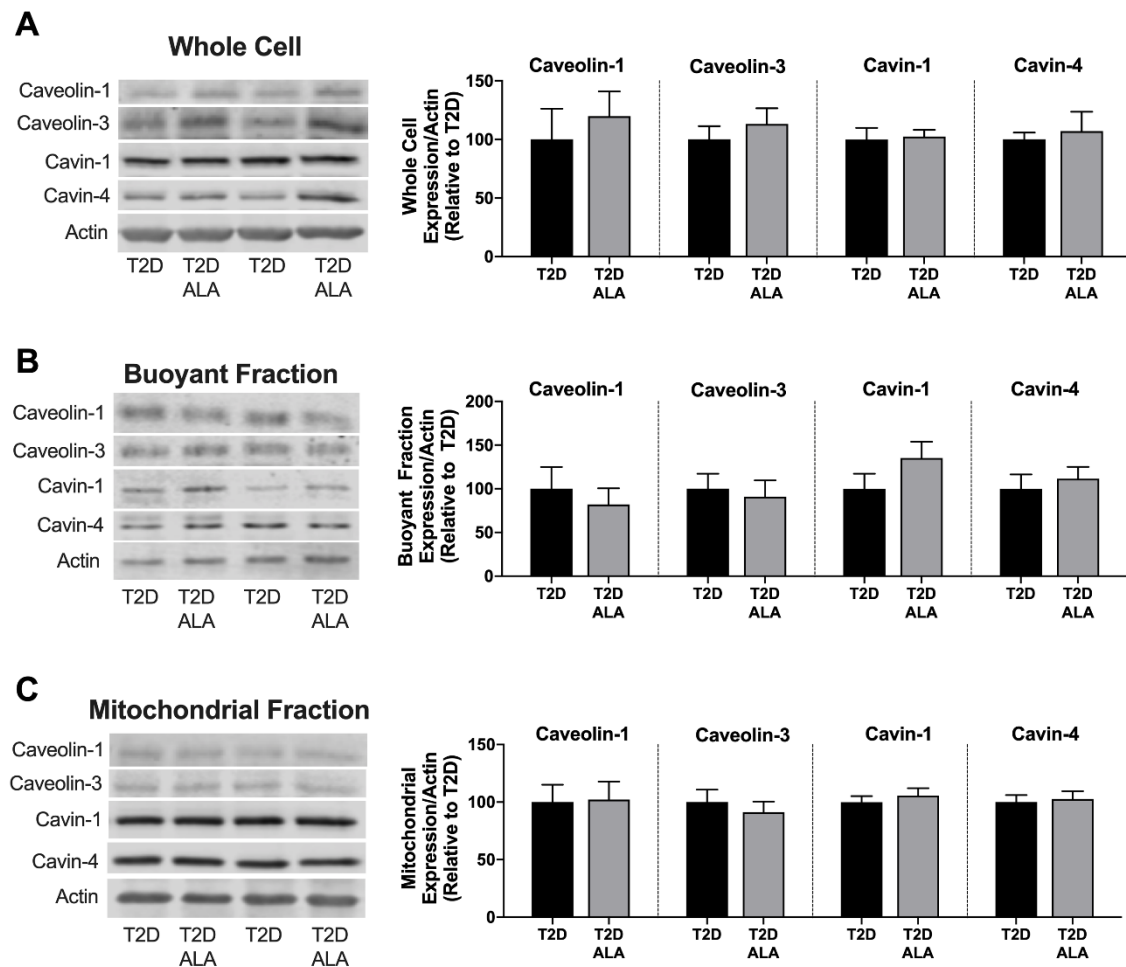 A
Whole Cell
Caveolin-1
Caveolin-3
Cavin-1
Cavin-4
Actin
T2D T2D T2D T2D
ALA ALA
Caveolin-1 Caveolin-3 Cavin-1 Cavin-4
Whole Cell
Expression/Actin
(Relative to T2D)
150
100
50
0
T2D T2D T2D T2D T2D T2D T2D T2D
ALA ALA ALA ALA
B
Buoyant Fraction
Caveolin-1
Caveolin-3
Cavin-1
Cavin-4
Actin
T2D T2D T2D T2D
ALA ALA
Caveolin-1 Caveolin-3 Cavin-1 Cavin-4
Buoyant Fraction
Expression/Actin
(Relative to T2D)
200
150
100
50
0
T2D T2D T2D T2D T2D T2D T2D T2D
ALA ALA ALA ALA
C
Mitochondrial Fraction
Caveolin-1
Caveolin-3
Cavin-1
Cavin-4
Actin
T2D T2D T2D T2D
ALA ALA
Caveolin-1 Caveolin-3 Cavin-1 Cavin-4
Mitochondrial
Expression/Actin
(Relative to T2D)
150
100
50
0
T2D T2D T2D T2D T2D T2D T2D T2D
ALA ALA ALA ALA